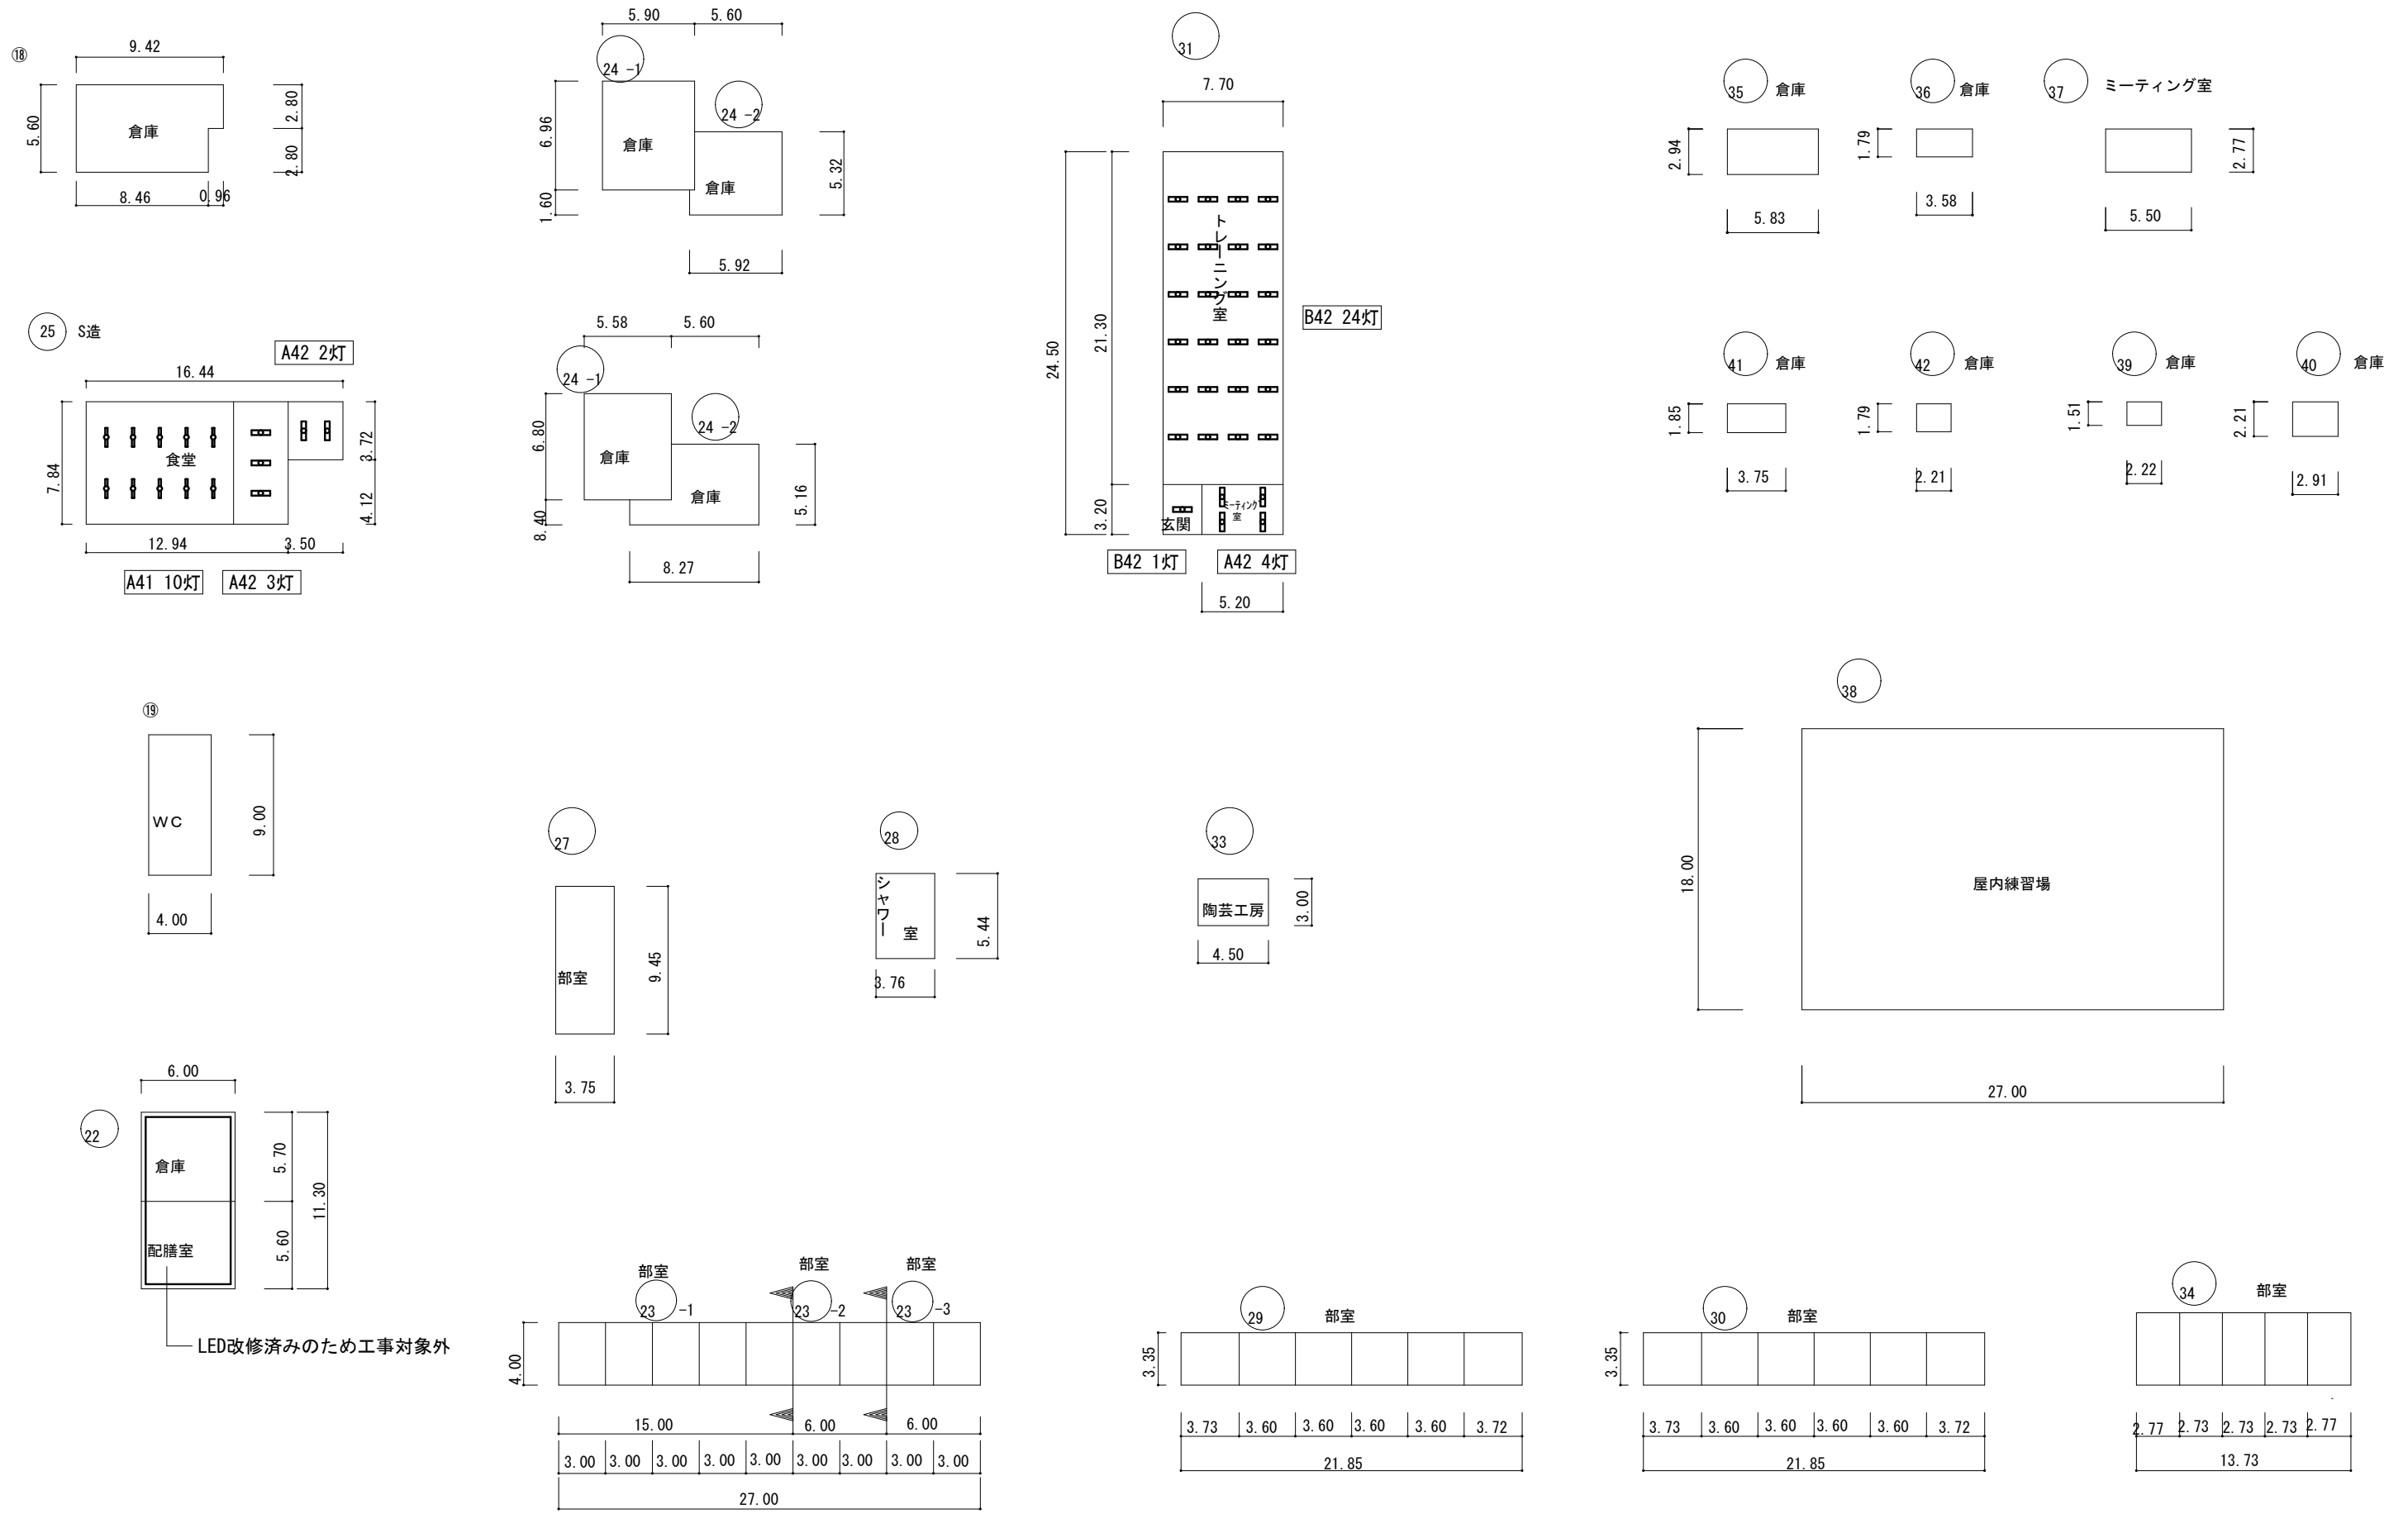 ⑱
9.42
5.60
倉庫
2.80
2.80
8.46
0.96
5.90
5.60
24 -1
24 -2
6.96
1.60
倉庫
倉庫
5.32
5.92
31
7.70
24.50
21.30
3.20
トレーニング室
B42 24灯
玄関
ミーティング
室
B42 1灯
A42 4灯
5.20
35
倉庫
2.94
5.83
36
倉庫
1.79
3.58
37
ミーティング室
2.77
5.50
25
S造
A42 2灯
16.44
7.84
食堂
3.72
4.12
12.94
3.50
A41 10灯
A42 3灯
5.58
5.60
24 -1
24 -2
6.80
8.40
倉庫
倉庫
5.16
8.27
41
倉庫
1.85
3.75
42
倉庫
1.79
2.21
39
倉庫
1.51
2.22
40
倉庫
2.21
2.91
⑲
WC
9.00
4.00
27
部室
9.45
3.75
28
シャワー
室
5.44
3.76
33
陶芸工房
3.00
4.50
38
18.00
屋内練習場
27.00
6.00
22
倉庫
配膳室
5.70
5.60
11.30
LED改修済みのため工事対象外
部室
部室
部室
23 -1
23 -2
23 -3
4.00
15.00
6.00
6.00
3.00 3.00 3.00 3.00 3.00 3.00 3.00 3.00 3.00
27.00
29
部室
3.35
3.73 3.60 3.60 3.60 3.60 3.72
21.85
30
部室
3.35
3.73 3.60 3.60 3.60 3.60 3.72
21.85
34
部室
2.77 2.73 2.73 2.73 2.77
13.73